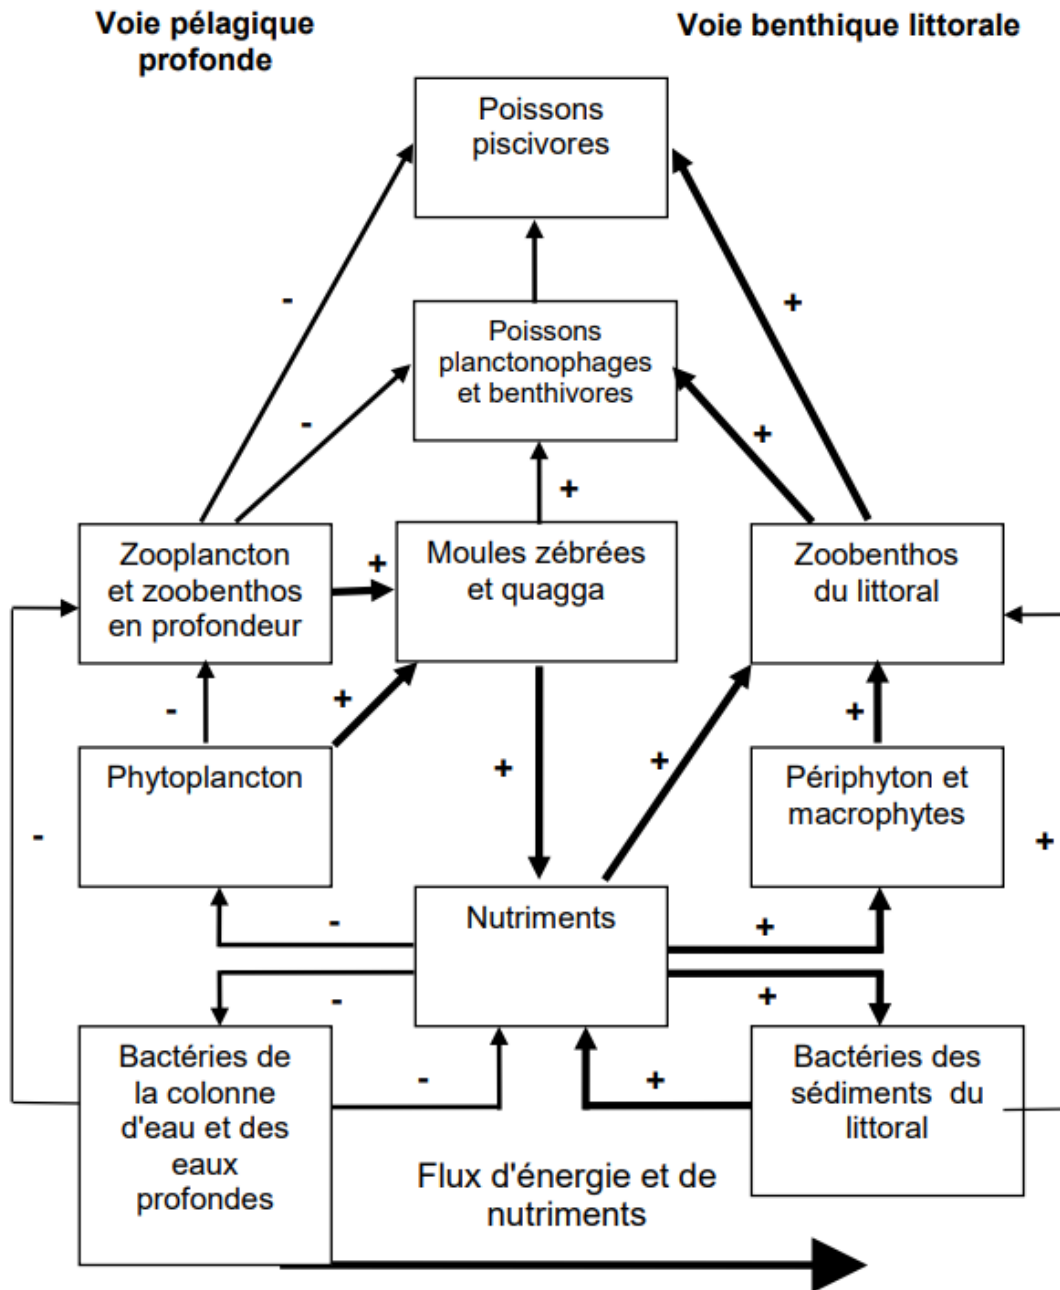 Voie pélagique
profonde
Voie benthique littorale
Poissons
piscivores
-
+
Poissons
planctonophages
et benthivores
-
+
+
Zooplancton
et zoobenthos
en profondeur
+
Moules zébrées
et quagga
Zoobenthos
du littoral
-
+
+
+
+
Phytoplancton
Périphyton et
macrophytes
-
+
Nutriments
-
+
-
+
Bactéries de
la colonne
d'eau et des
eaux
profondes
-
+
Bactéries des
sédiments du
littoral
Flux d'énergie et de
nutriments